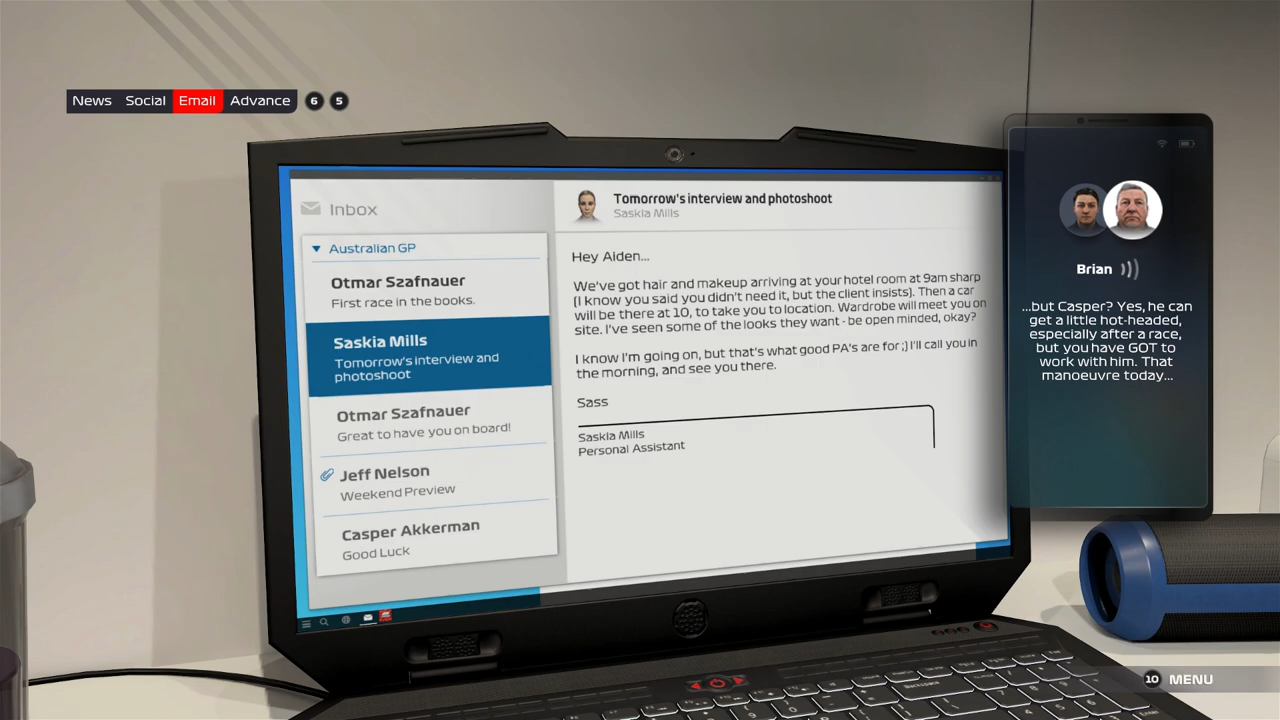 News Social Email Advance 6 5
Inbox
Australian GP
Otmar Szafnauer
First race in the books.
Saskia Mills
Tomorrow's interview and
photoshoot
Otmar Szafnauer
Great to have you on board!
Jeff Nelson
Weekend Preview
Casper Akkerman
Good Luck
Tomorrow's interview and photoshoot
Saskia Mills
Hey Aiden...
We've got hair and makeup arriving at your hotel room at 9am sharp
(I know you said you didn't need it, but the client insists). Then a car
will be there at 10, to take you to location. Wardrobe will meet you on
site. I've seen some of the looks they want - be open minded, okay?
I know I'm going on, but that's what good PA's are for ;) I'll call you in
the morning, and see you there.
Sass
Saskia Mills
Personal Assistant
Brian
...but Casper? Yes, he can
get a little hot-headed,
especially after a race,
but you have GOT to
work with him. That
manoeuvre today...
10 MENU